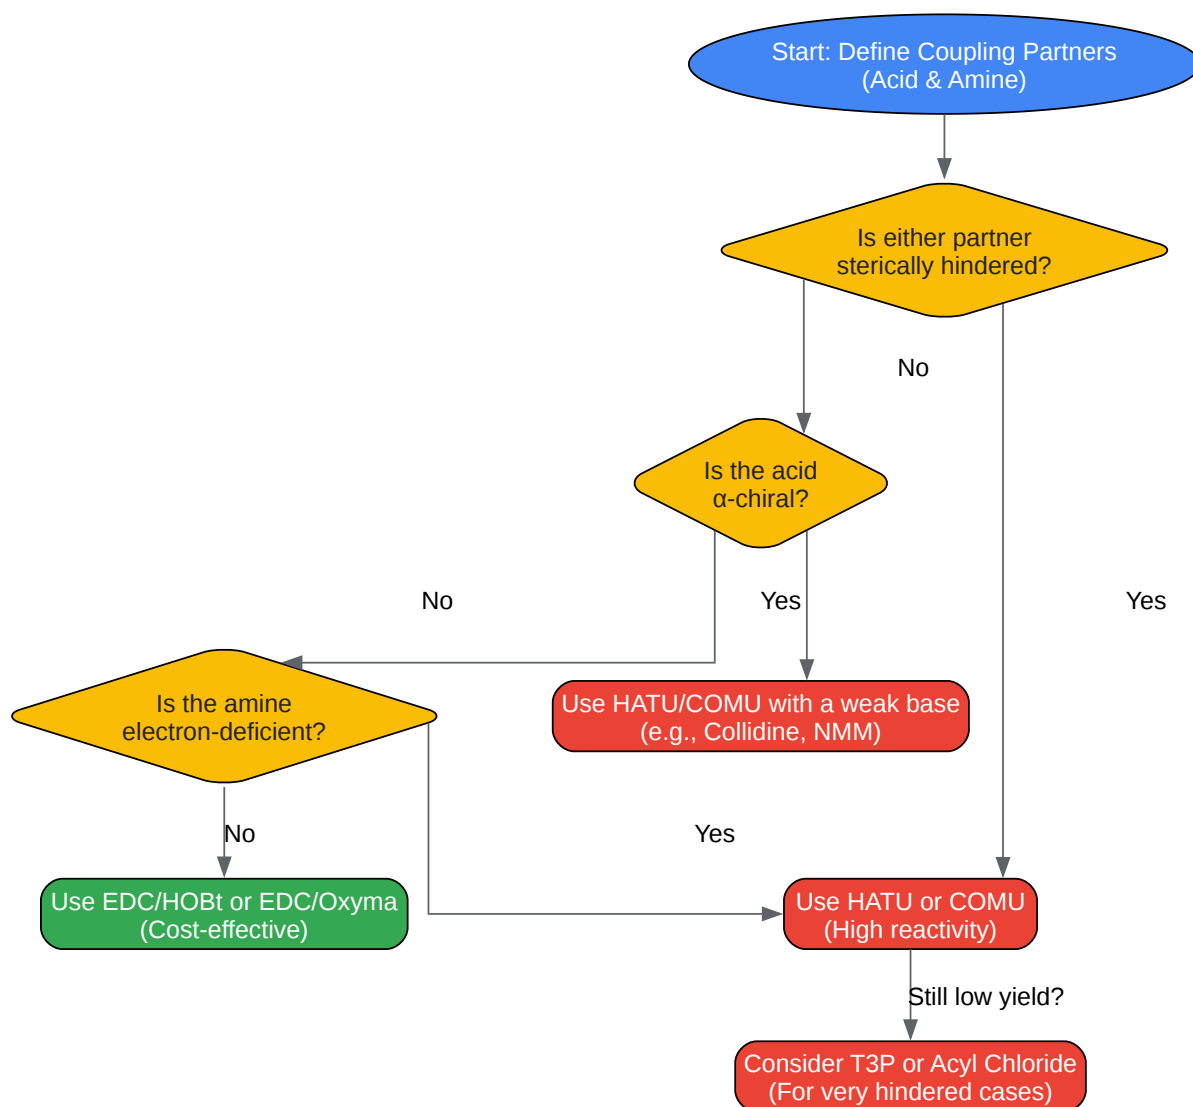 Start: Define Coupling Partners
(Acid & Amine)
Is either partner
sterically hindered?
No
Is the acid
α-chiral?
No
Yes
Yes
Is the amine
electron-deficient?
Use HATU/COMU with a weak base
(e.g., Collidine, NMM)
No
Yes
Use EDC/HOBt or EDC/Oxyma
(Cost-effective)
Use HATU or COMU
(High reactivity)
Still low yield?
Consider T3P or Acyl Chloride
(For very hindered cases)